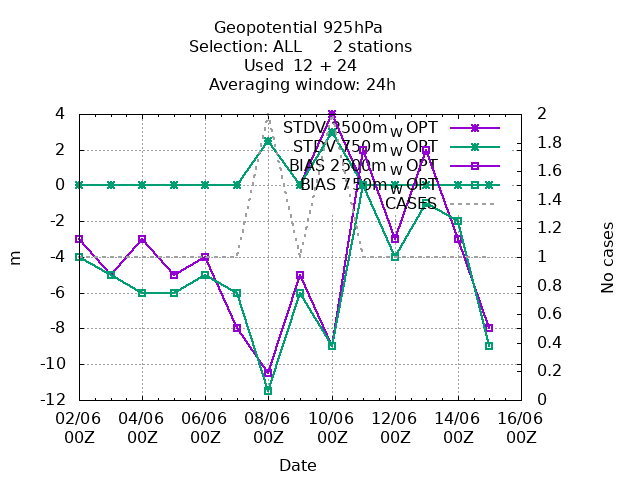 Geopotential 925hPa
Selection: ALL      2 stations
Used  12 + 24
Averaging window: 24h
4
2
0
-2
-4
-6
-8
-10
-12
m
2
1.8
1.6
1.4
1.2
1
0.8
0.6
0.4
0.2
0
No cases
STDV 2500m w OPT
STDV 750m w OPT
BIAS 2500m w OPT
BIAS 750m w OPT
CASES
02/06 04/06 06/06 08/06 10/06 12/06 14/06 16/06
00Z 00Z 00Z 00Z 00Z 00Z 00Z 00Z
Date